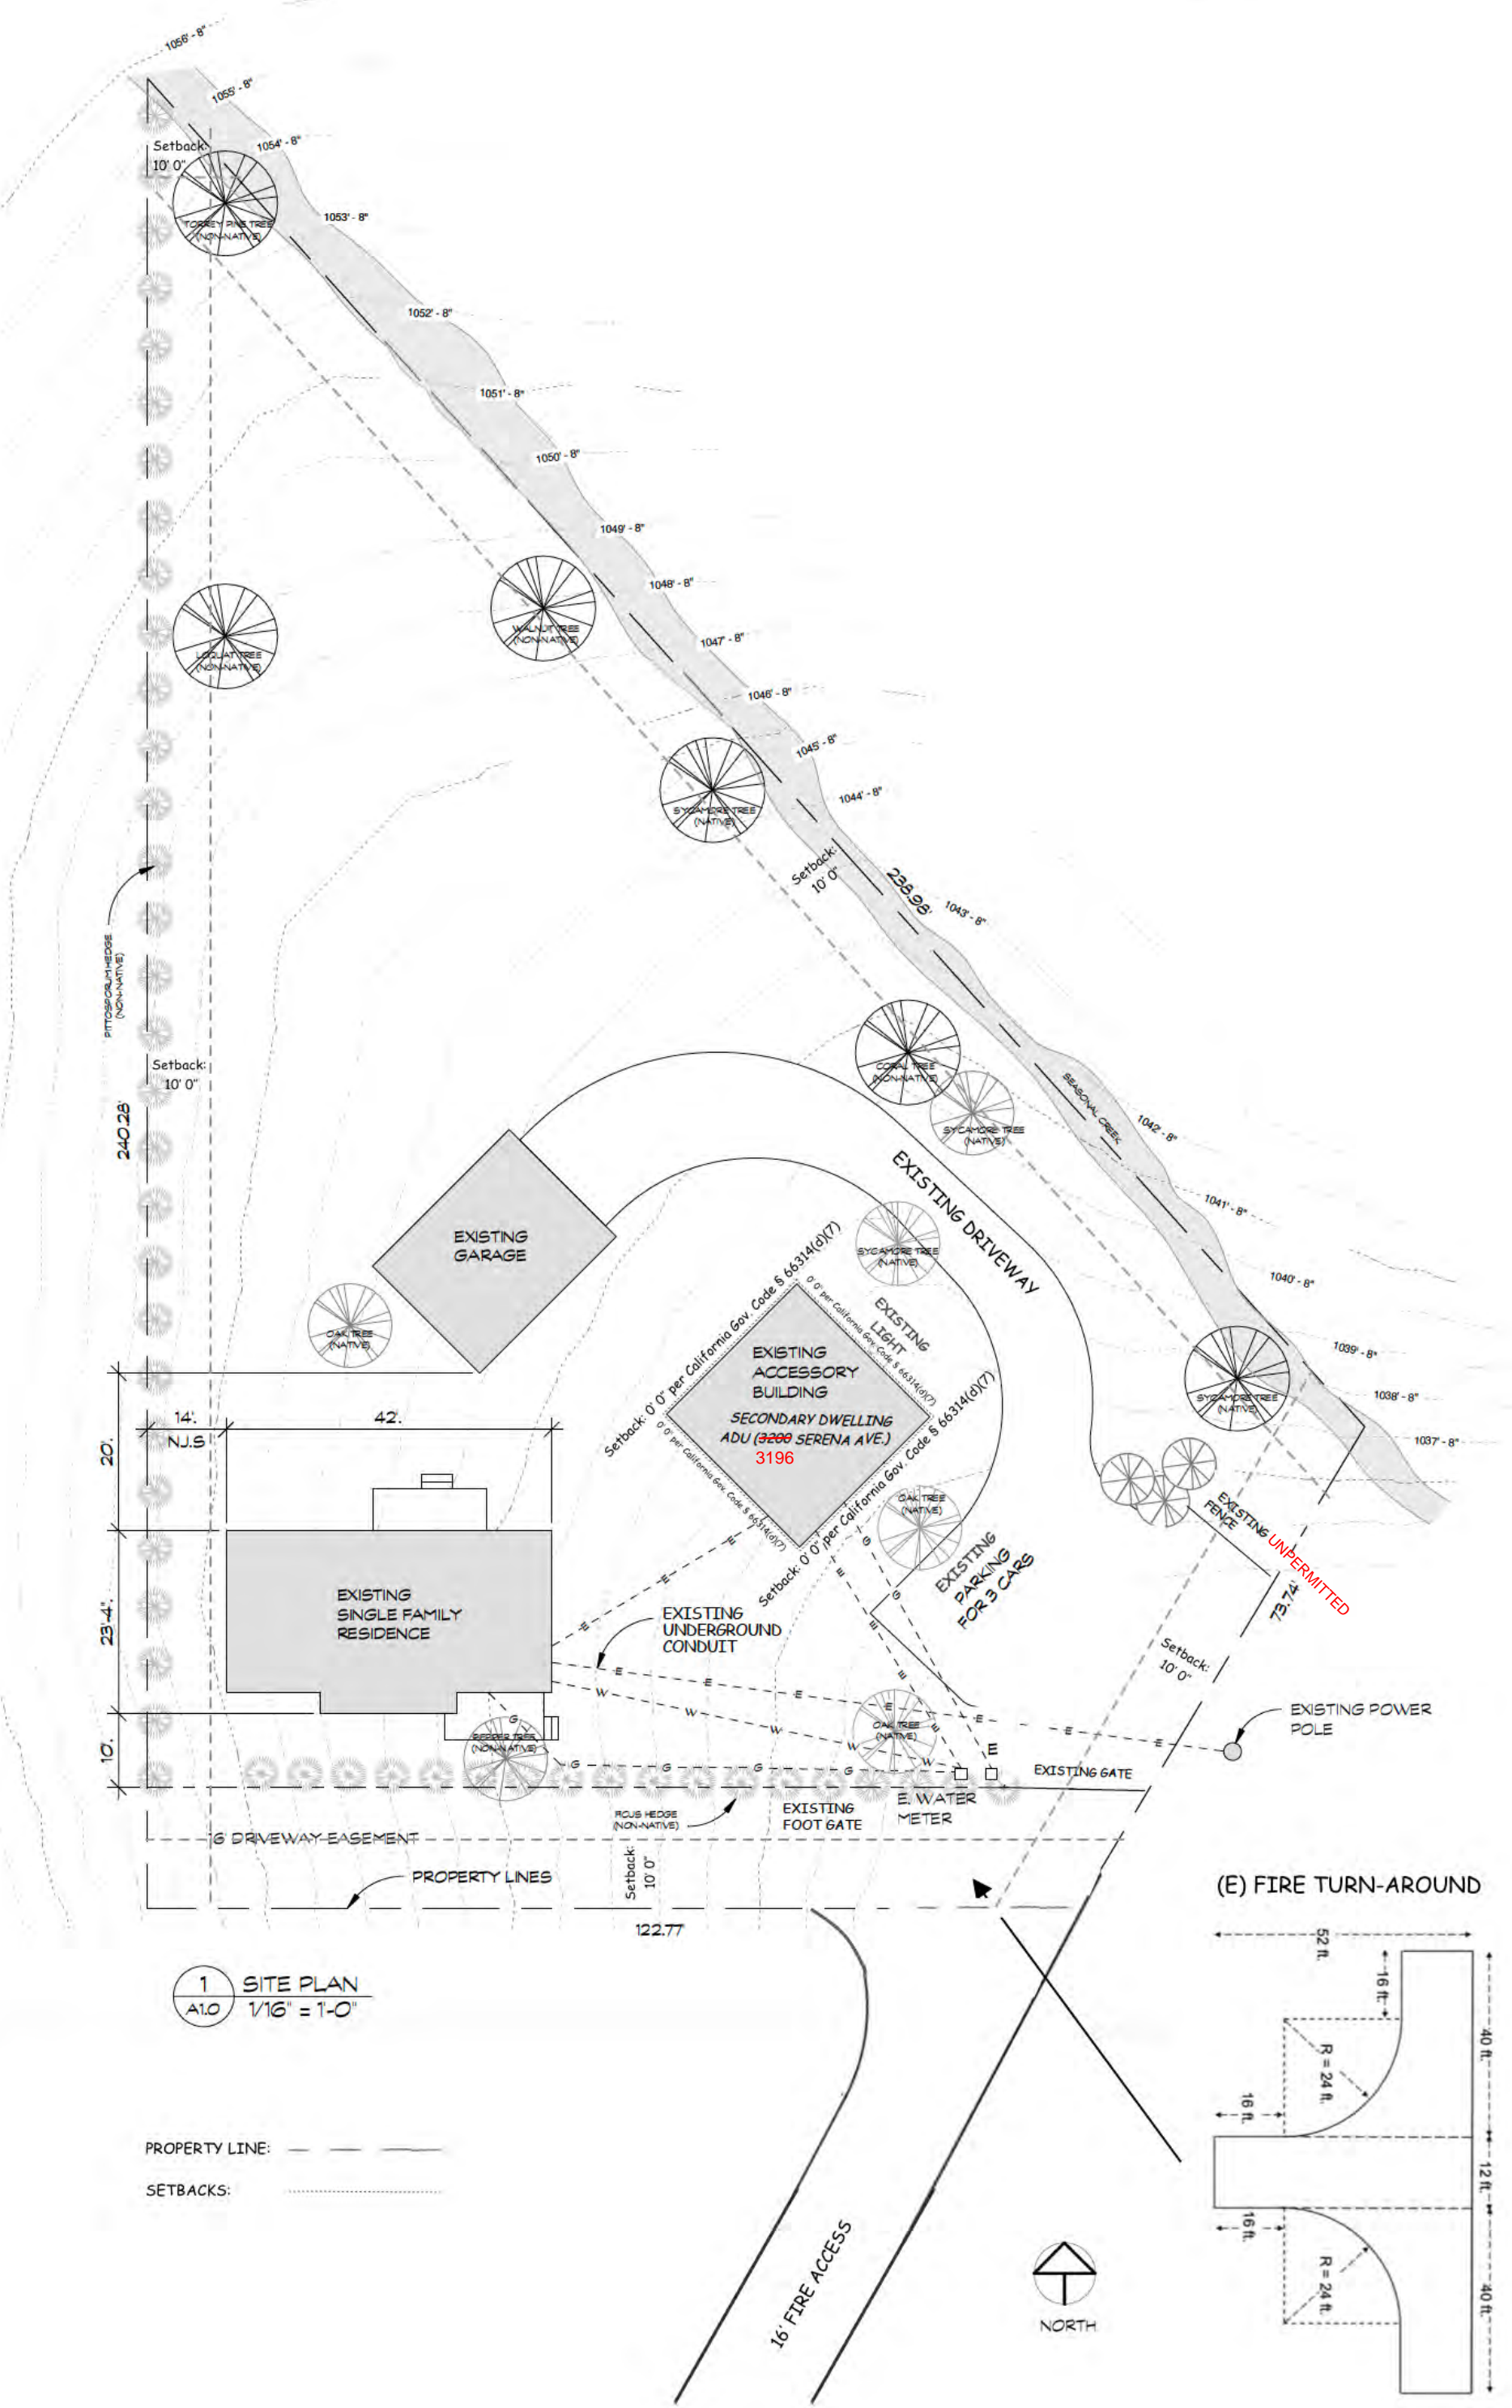 1056' - 8"
1055' - 8"
1054' - 8"
Setback:
10' 0"
1053' - 8"
TORREY PINE TREE
(NON-NATIVE)
1052' - 8"
1051' - 8"
1050' - 8"
1049' - 8"
1048' - 8"
WALNUT TREE
(NON-NATIVE)
1047' - 8"
LOQUAT TREE
(NON-NATIVE)
1046' - 8"
1045' - 8"
1044' - 8"
SYCAMORE TREE
(NATIVE)
Setback:
10' 0"
238.98'
1043' - 8"
PITTOSPORUM HEDGE
(NON-NATIVE)
Setback:
10' 0"
240.28'
CORAL TREE
(NON-NATIVE)
SEASONAL CREEK
SYCAMORE TREE
(NATIVE)
1042' - 8"
1041' - 8"
EXISTING DRIVEWAY
EXISTING
GARAGE
SYCAMORE TREE
(NATIVE)
1040' - 8"
OAK TREE
(NATIVE)
Setback: 0' 0" per California Gov. Code § 66314(d)(7)
0' 0" per California Gov. Code § 66314(d)(7)
EXISTING
LIGHT
1039' - 8"
EXISTING
ACCESSORY
BUILDING
SECONDARY DWELLING
ADU (3200 SERENA AVE.)
3196
SYCAMORE TREE
(NATIVE)
1038' - 8"
1037' - 8"
14'.
N.I.S
42'.
20'.
0' 0" per California Gov. Code § 66314(d)(7)
Setback: 0' 0" per California Gov. Code § 66314(d)(7)
OAK TREE
(NATIVE)
EXISTING
FENCE
UNPERMITTED
73.74'
EXISTING
PARKING
FOR 3 CARS
23'-4".
EXISTING
SINGLE FAMILY
RESIDENCE
EXISTING
UNDERGROUND
CONDUIT
E E E
E E E
G G
E E E E E E
W W W W W
Setback:
10' 0"
EXISTING POWER
POLE
10'.
G
PEPPER TREE
(NON-NATIVE)
OAK TREE
(NATIVE)
G G G
E
EXISTING GATE
FICUS HEDGE
(NON-NATIVE)
EXISTING
FOOT GATE
E. WATER
METER
16' DRIVEWAY EASEMENT
Setback:
10' 0"
PROPERTY LINES
122.77'
(E) FIRE TURN-AROUND
52 ft.
16 ft.
40 ft.
R = 24 ft.
16 ft.
12 ft.
16 ft.
R = 24 ft.
40 ft.
1
A1.0
SITE PLAN
1/16" = 1'-0"
PROPERTY LINE:
SETBACKS:
16' FIRE ACCESS
NORTH